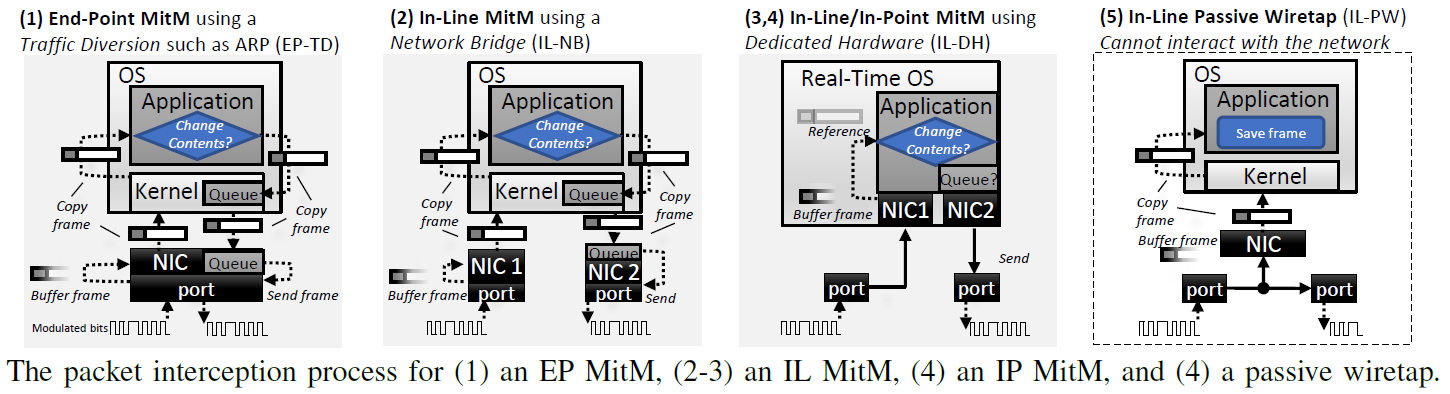 (1) End-Point MitM using a
Traffic Diversion such as ARP (EP-TD)
OS
Application
Change
Contents?
Kernel
Queue
Copy
frame
Copy
frame
NIC
Queue
port
Buffer frame
Send frame
Modulated bits
(2) In-Line MitM using a
Network Bridge (IL-NB)
OS
Application
Change
Contents?
Kernel
Queue
Copy
frame
Copy
frame
NIC 1
port
Queue
NIC 2
port
Buffer frame
Send
(3,4) In-Line/In-Point MitM using
Dedicated Hardware (IL-DH)
Real-Time OS
Application
Reference
Change
Contents?
Queue?
Buffer frame
NIC1
NIC2
Send
port
port
(5) In-Line Passive Wiretap (IL-PW)
Cannot interact with the network
OS
Application
Save frame
Kernel
Copy
frame
Buffer frame
NIC
port
port
The packet interception process for (1) an EP MitM, (2-3) an IL MitM, (4) an IP MitM, and (4) a passive wiretap.